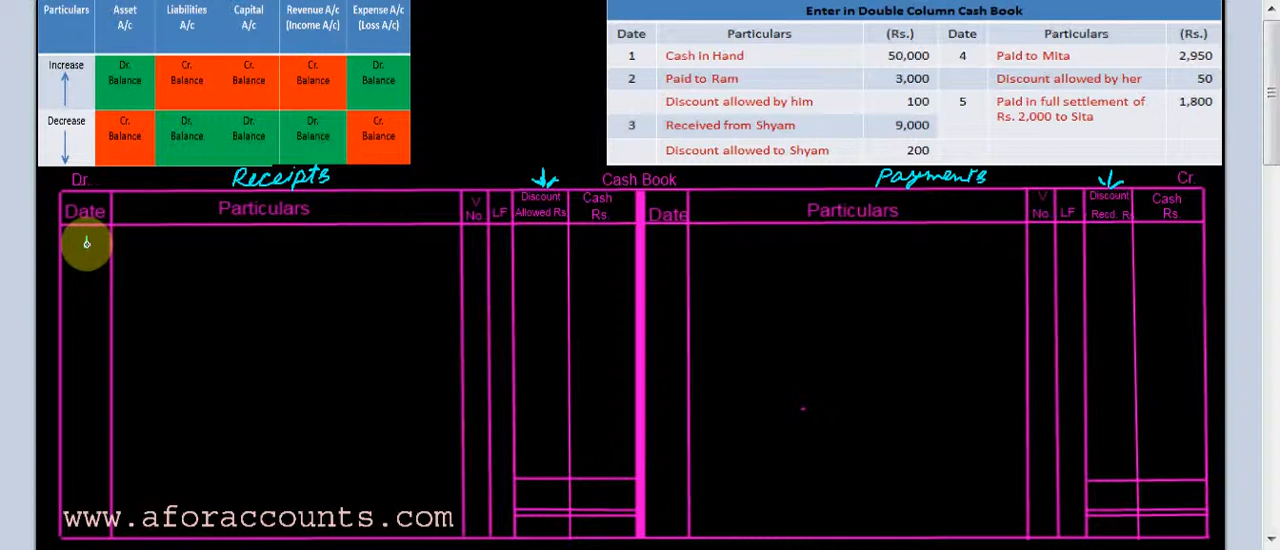 Particulars Asset A/c Liabilities A/c Capital A/c Revenue A/c (Income A/c) Expense A/c (Loss A/c)
Increase Dr. Balance Cr. Balance Cr. Balance Cr. Balance Dr. Balance
Decrease Cr. Balance Dr. Balance Dr. Balance Dr. Balance Cr. Balance
Enter in Double Column Cash Book
Date Particulars (Rs.) Date Particulars (Rs.)
1 Cash in Hand 50,000 4 Paid to Mita 2,950
2 Paid to Ram 3,000 Discount allowed by her 50
Discount allowed by him 100 5 Paid in full settlement of Rs. 2,000 to Sita 1,800
3 Received from Shyam 9,000
Discount allowed to Shyam 200
Dr. Receipts Cash Book Payments Cr.
Date Particulars V No. LF Discount Allowed Rs Cash Rs. Date Particulars V No. LF Discount Recd. Rs Cash Rs.
www.aforaccounts.com